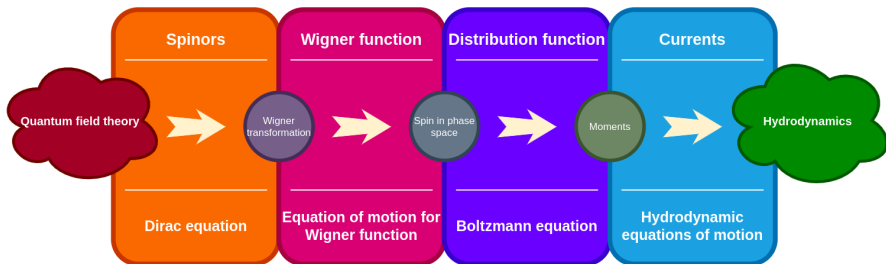 Spinors
Wigner function
Distribution function
Currents
Quantum field theory
Wigner
transformation
Spin in phase
space
Moments
Hydrodynamics
Dirac equation
Equation of motion for
Wigner function
Boltzmann equation
Hydrodynamic
equations of motion